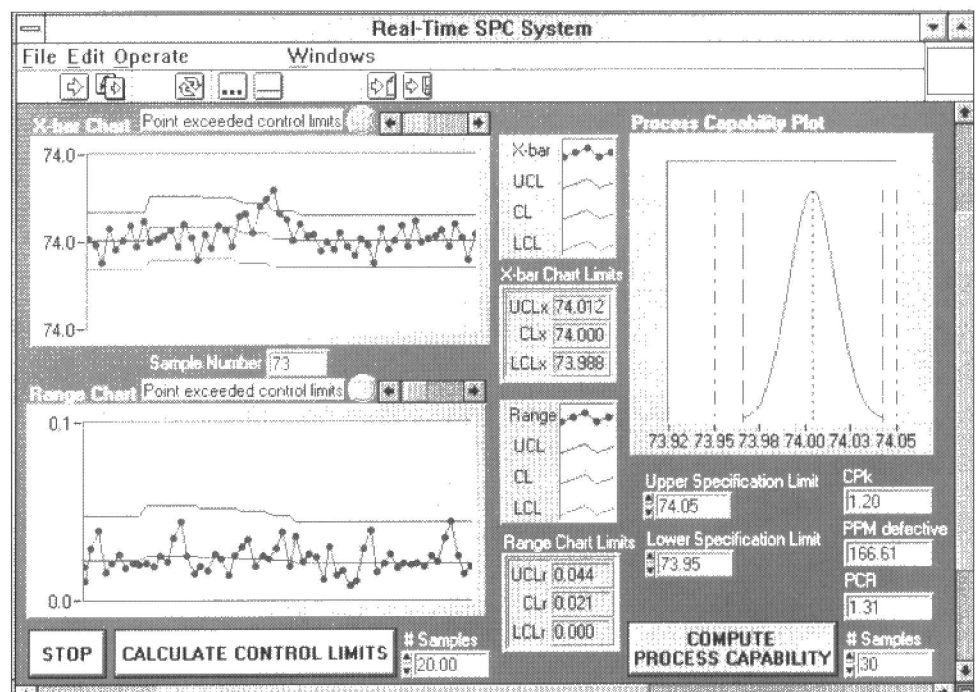 Real-Time SPC System
File Edit Operate Windows
X-bar Chart Point exceeded control limits
74.0
74.0
74.0
Sample Number 73
Range Chart Point exceeded control limits
0.1
0.0
STOP
CALCULATE CONTROL LIMITS
# Samples
20.00
X-bar
UCL
CL
LCL
X-bar Chart Limits
UCLx 74.012
CLx 74.000
LCLx 73.988
Range
UCL
CL
LCL
Range Chart Limits
UCLr 0.044
CLr 0.021
LCLr 0.000
Process Capability Plot
73.92 73.95 73.98 74.00 74.03 74.05
Upper Specification Limit
74.05
Lower Specification Limit
73.95
CPk
1.20
PPM defective
166.61
PCR
1.31
COMPUTE
PROCESS CAPABILITY
# Samples
30